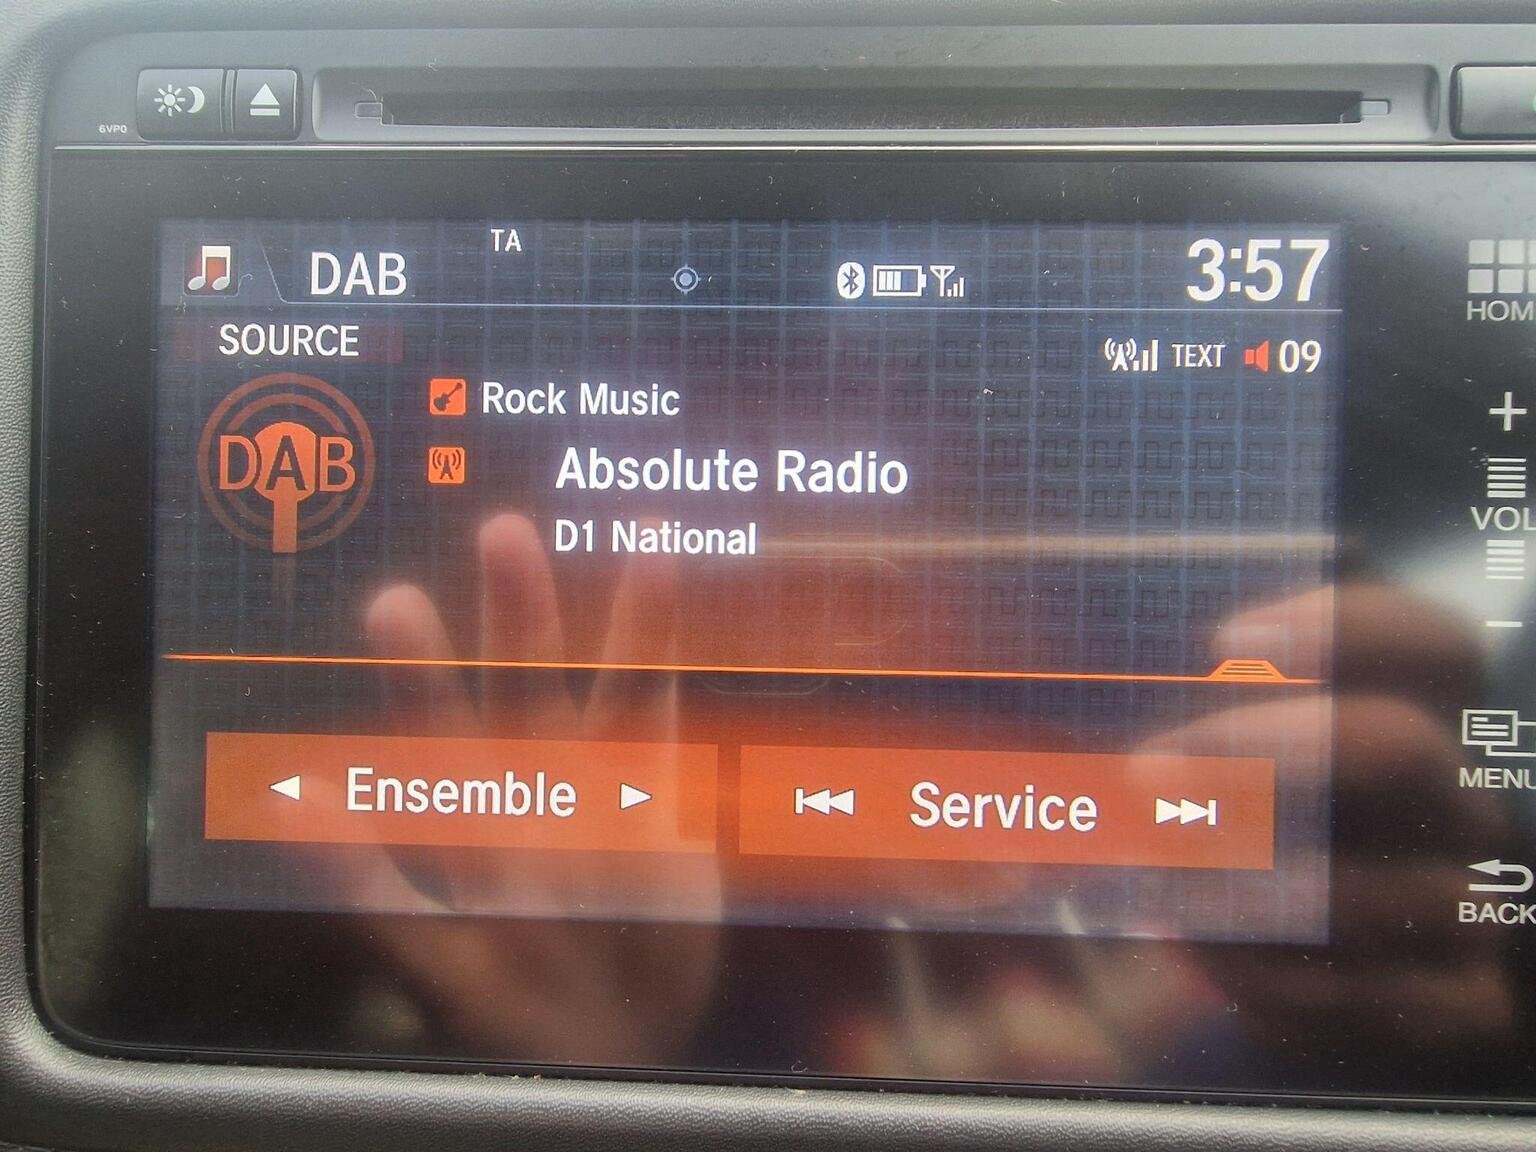 6VP0
DAB
TA
3:57
SOURCE
TEXT 09
DAB
Rock Music
Absolute Radio
D1 National
Ensemble
Service
HOM
+
VOL
−
MENU
BACK